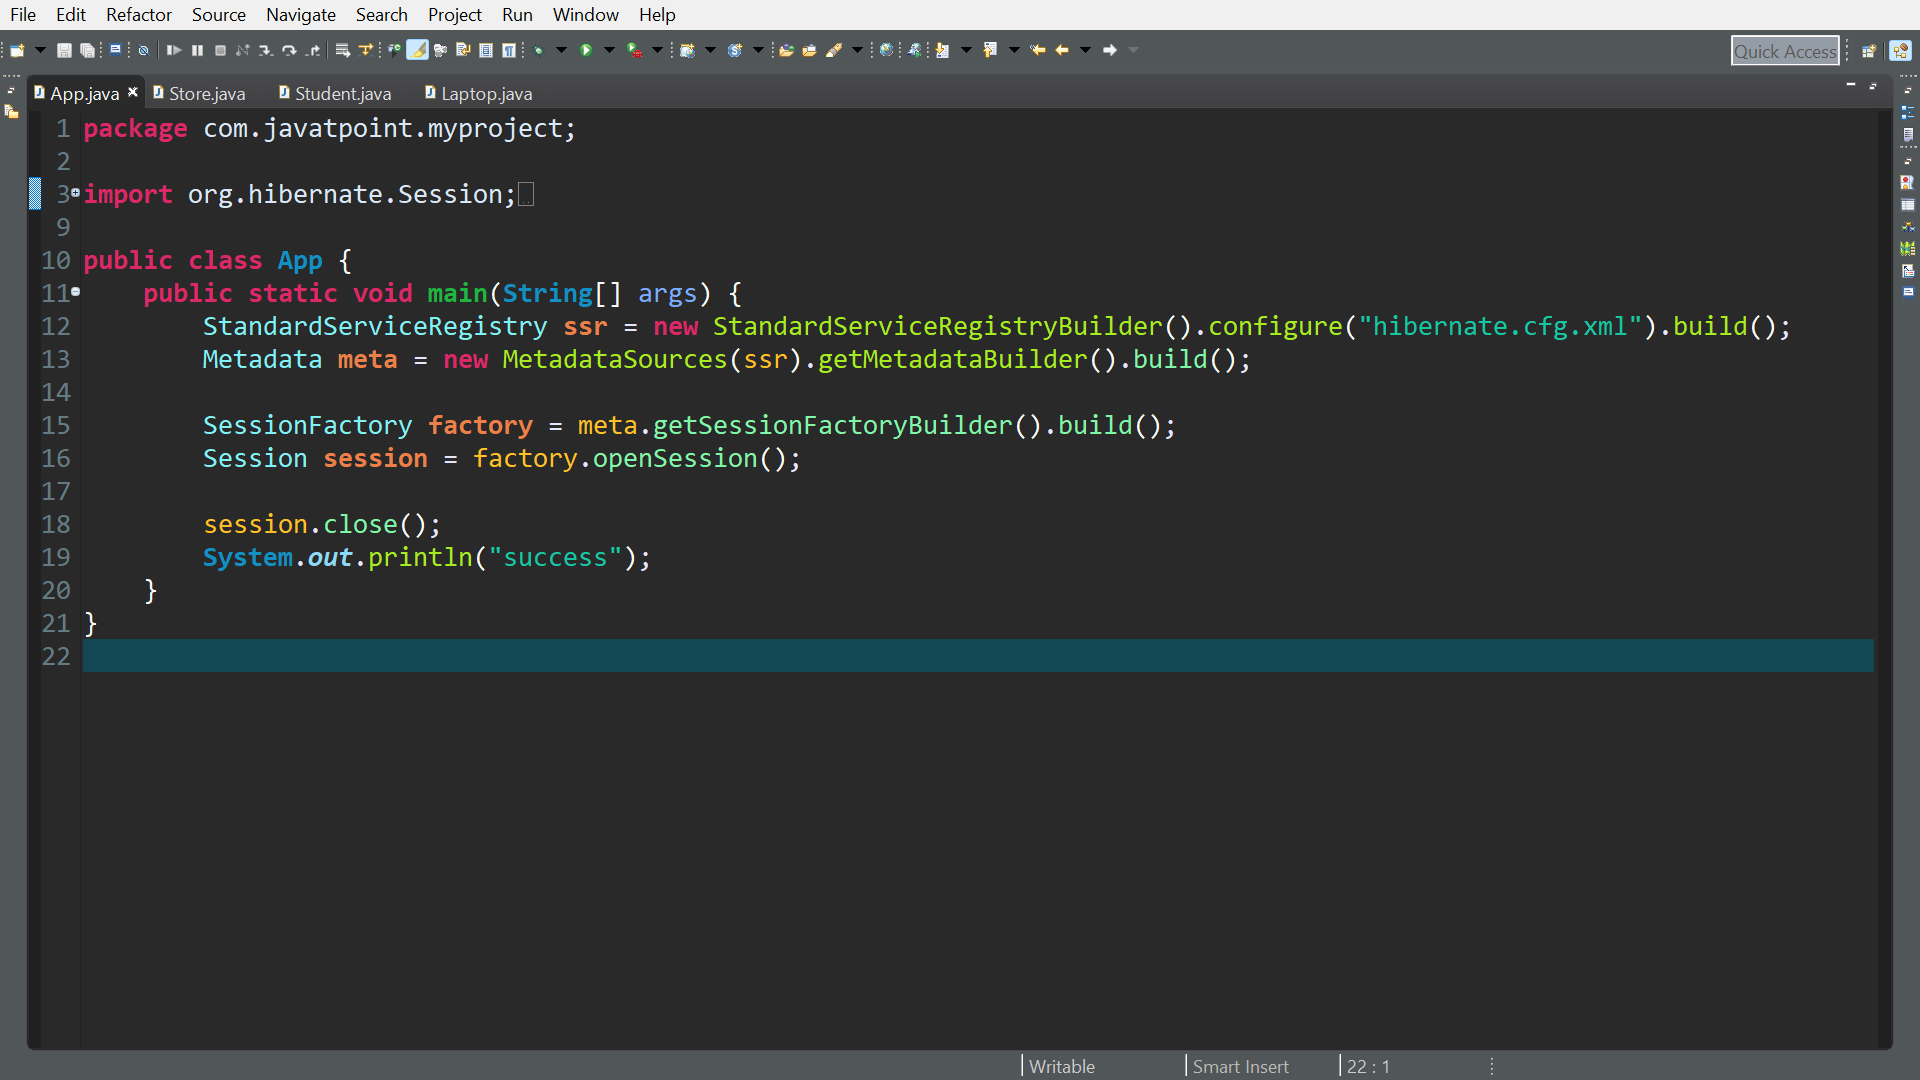 File Edit Refactor Source Navigate Search Project Run Window Help
Quick Access
App.java Store.java Student.java Laptop.java
1 package com.javatpoint.myproject;
2
3 import org.hibernate.Session;
9
10 public class App {
11 public static void main(String[] args) {
12 StandardServiceRegistry ssr = new StandardServiceRegistryBuilder().configure("hibernate.cfg.xml").build();
13 Metadata meta = new MetadataSources(ssr).getMetadataBuilder().build();
14
15 SessionFactory factory = meta.getSessionFactoryBuilder().build();
16 Session session = factory.openSession();
17
18 session.close();
19 System.out.println("success");
20 }
21 }
22
Writable Smart Insert 22 : 1